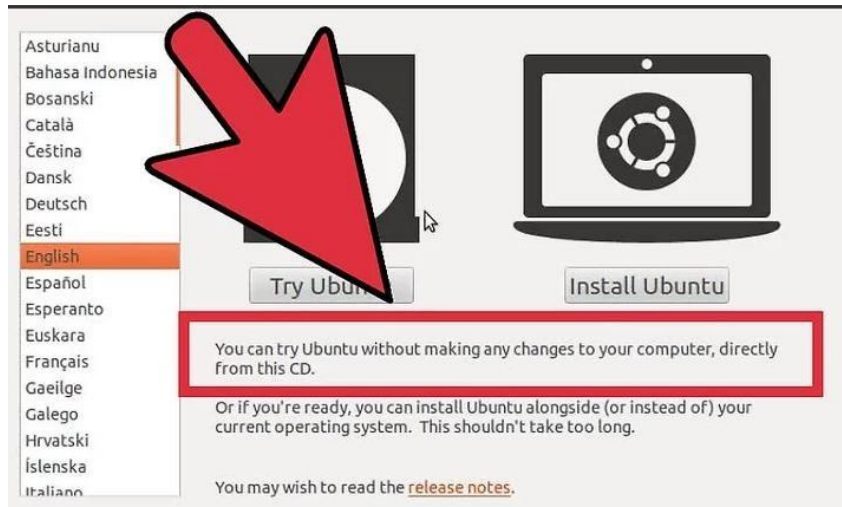 Asturianu
Bahasa Indonesia
Bosanski
Català
Čeština
Dansk
Deutsch
Eesti
English
Español
Esperanto
Euskara
Français
Gaeilge
Galego
Hrvatski
Íslenska
Italiano
Try Ubuntu
Install Ubuntu
You can try Ubuntu without making any changes to your computer, directly
from this CD.
Or if you're ready, you can install Ubuntu alongside (or instead of) your
current operating system. This shouldn't take too long.
You may wish to read the release notes.